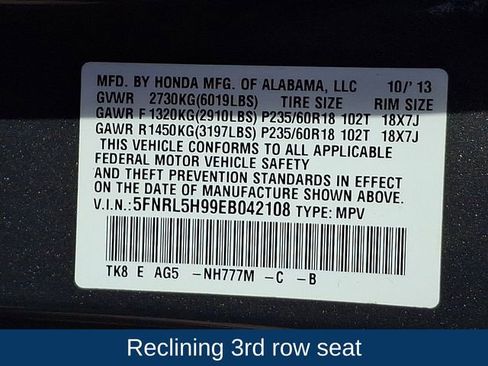 MFD. BY HONDA MFG. OF ALABAMA, LLC 10/'13
GVWR 2730KG(6019LBS) TIRE SIZE RIM SIZE
GAWR F1320KG(2910LBS)P235/60R18 102T 18X7J
GAWR R1450KG(3197LBS)P235/60R18 102T 18X7J
THIS VEHICLE CONFORMS TO ALL APPLICABLE
FEDERAL MOTOR VEHICLE SAFETY
AND THEFT PREVENTION STANDARDS IN EFFECT
ON THE DATE OF MANUFACTURE SHOWN ABOVE.
V.I.N.:5FNRL5H99EB042108 TYPE: MPV
TK8 E AG5 -NH777M -C -B
Reclining 3rd row seat